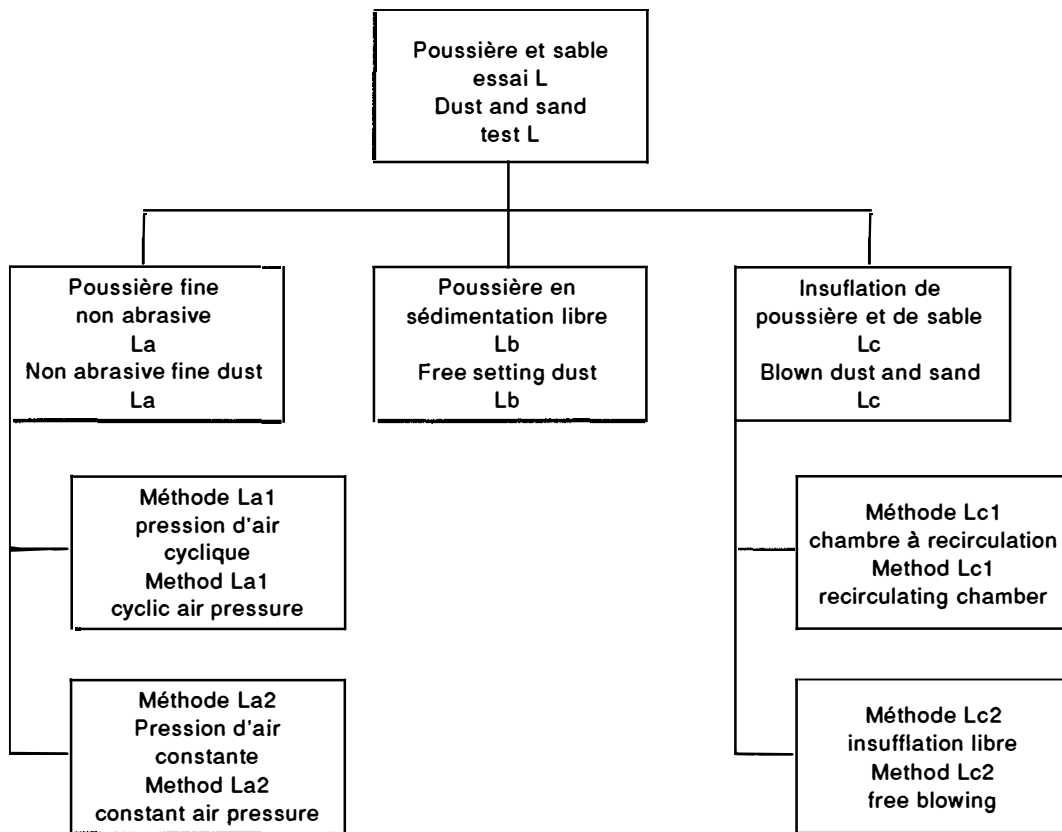 Poussière et sable
essai L
Dust and sand
test L
Poussière fine
non abrasive
La
Non abrasive fine dust
La
Poussière en
sédimentation libre
Lb
Free setting dust
Lb
Insuflation de
poussière et de sable
Lc
Blown dust and sand
Lc
Méthode La1
pression d'air
cyclique
Method La1
cyclic air pressure
Méthode Lc1
chambre à recirculation
Method Lc1
recirculating chamber
Méthode La2
Pression d'air
constante
Method La2
constant air pressure
Méthode Lc2
insufflation libre
Method Lc2
free blowing